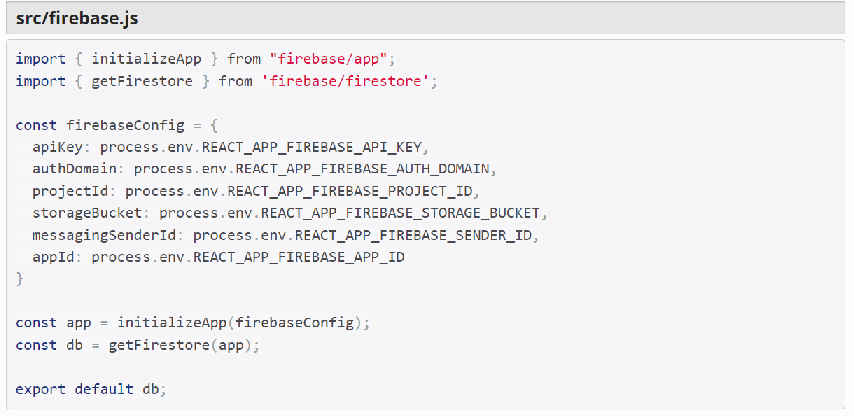 src/firebase.js
import { initializeApp } from "firebase/app";
import { getFirestore } from 'firebase/firestore';
const firebaseConfig = {
apiKey: process.env.REACT_APP_FIREBASE_API_KEY,
authDomain: process.env.REACT_APP_FIREBASE_AUTH_DOMAIN,
projectId: process.env.REACT_APP_FIREBASE_PROJECT_ID,
storageBucket: process.env.REACT_APP_FIREBASE_STORAGE_BUCKET,
messagingSenderId: process.env.REACT_APP_FIREBASE_SENDER_ID,
appId: process.env.REACT_APP_FIREBASE_APP_ID
}
const app = initializeApp(firebaseConfig);
const db = getFirestore(app);
export default db;